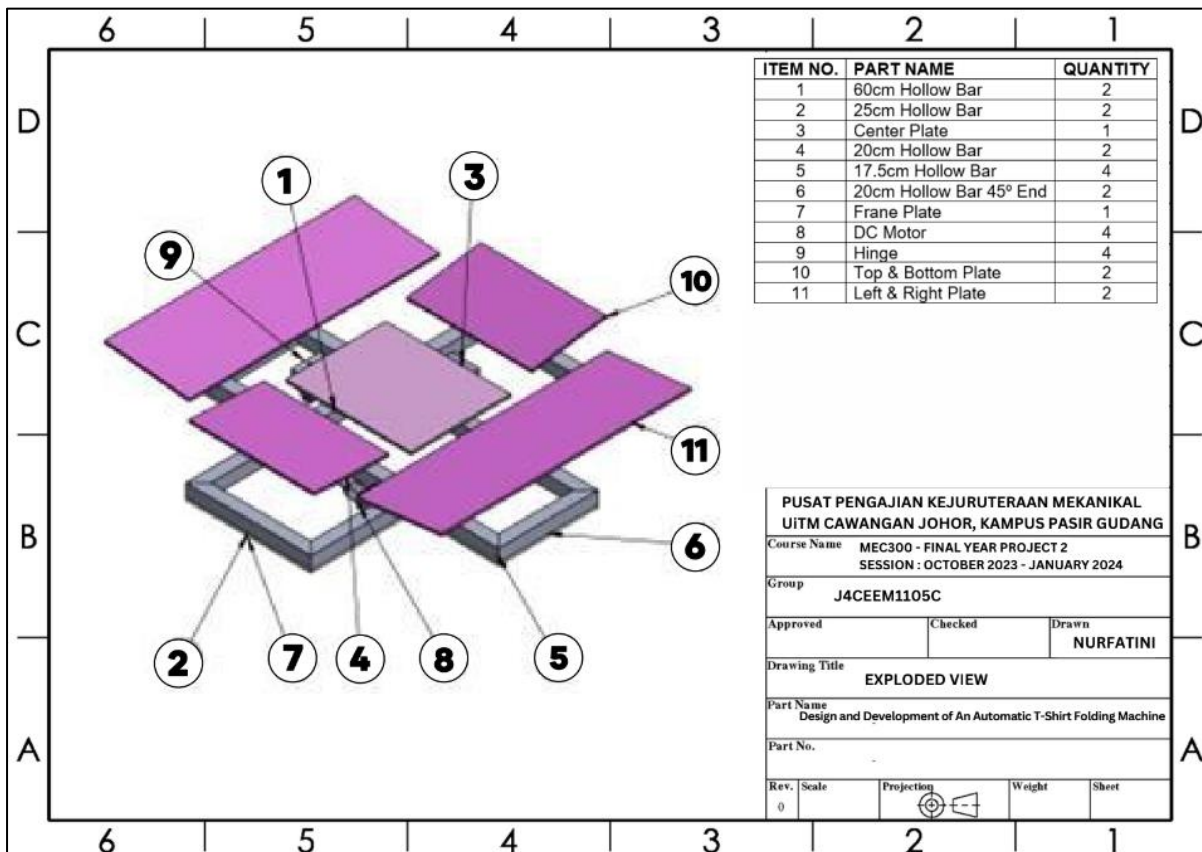 6 5 4 3 2 1
D D
C C
B B
A A
6 5 4 3 2 1
ITEM NO. PART NAME QUANTITY
1 60cm Hollow Bar 2
2 25cm Hollow Bar 2
3 Center Plate 1
4 20cm Hollow Bar 2
5 17.5cm Hollow Bar 4
6 20cm Hollow Bar 45º End 2
7 Frane Plate 1
8 DC Motor 4
9 Hinge 4
10 Top & Bottom Plate 2
11 Left & Right Plate 2
1
3
9
10
11
6
2
7
4
8
5
PUSAT PENGAJIAN KEJURUTERAAN MEKANIKAL
UiTM CAWANGAN JOHOR, KAMPUS PASIR GUDANG
Course Name MEC300 - FINAL YEAR PROJECT 2
SESSION : OCTOBER 2023 - JANUARY 2024
Group
J4CEEM1105C
Approved Checked Drawn
NURFATINI
Drawing Title
EXPLODED VIEW
Part Name
Design and Development of An Automatic T-Shirt Folding Machine
Part No.
-
Rev. Scale Projection Weight Sheet
0